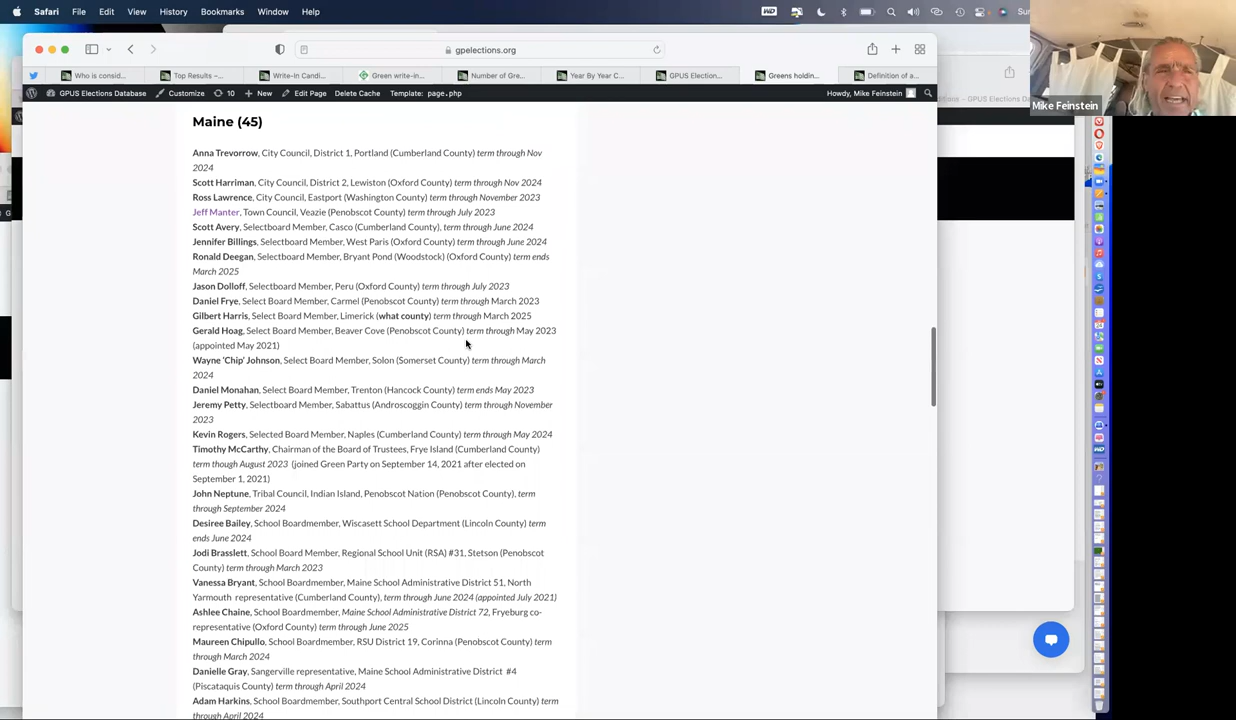 Safari File Edit View History Bookmarks Window Help
gpelections.org
Who is consid... Top Results –... Write-In Candi... Green write-in... Number of Gre... Year By Year C... GPUS Election... Greens holdin... Definition of a...
GPUS Elections Database Customize 10 + New Edit Page Delete Cache Template: page.php Howdy, Mike Feinstein
Mike Feinstein
Maine (45)
Anna Trevorrow, City Council, District 1, Portland (Cumberland County) term through Nov
2024
Scott Harriman, City Council, District 2, Lewiston (Oxford County) term through Nov 2024
Ross Lawrence, City Council, Eastport (Washington County) term through November 2023
Jeff Manter, Town Council, Veazie (Penobscot County) term through July 2023
Scott Avery, Selectboard Member, Casco (Cumberland County), term through June 2024
Jennifer Billings, Selectboard Member, West Paris (Oxford County) term through June 2024
Ronald Deegan, Selectboard Member, Bryant Pond (Woodstock) (Oxford County) term ends
March 2025
Jason Dolloff, Selectboard Member, Peru (Oxford County) term through July 2023
Daniel Frye, Select Board Member, Carmel (Penobscot County) term through March 2023
Gilbert Harris, Select Board Member, Limerick (what county) term through March 2025
Gerald Hoag, Select Board Member, Beaver Cove (Penobscot County) term through May 2023
(appointed May 2021)
Wayne 'Chip' Johnson, Select Board Member, Solon (Somerset County) term through March
2024
Daniel Monahan, Select Board Member, Trenton (Hancock County) term ends May 2023
Jeremy Petty, Selectboard Member, Sabattus (Androscoggin County) term through November
2023
Kevin Rogers, Selected Board Member, Naples (Cumberland County) term through May 2024
Timothy McCarthy, Chairman of the Board of Trustees, Frye Island (Cumberland County)
term though August 2023 (joined Green Party on September 14, 2021 after elected on
September 1, 2021)
John Neptune, Tribal Council, Indian Island, Penobscot Nation (Penobscot County), term
through September 2024
Desiree Bailey, School Boardmember, Wiscasett School Department (Lincoln County) term
ends June 2024
Jodi Brasslett, School Board Member, Regional School Unit (RSA) #31, Stetson (Penobscot
County) term through March 2023
Vanessa Bryant, School Boardmember, Maine School Administrative District 51, North
Yarmouth representative (Cumberland County), term through June 2024 (appointed July 2021)
Ashlee Chaine, School Boardmember, Maine School Administrative District 72, Fryeburg co-
representative (Oxford County) term through June 2025
Maureen Chipullo, School Boardmember, RSU District 19, Corinna (Penobscot County) term
through March 2024
Danielle Gray, Sangerville representative, Maine School Administrative District #4
(Piscataquis County) term through April 2024
Adam Harkins, School Boardmember, Southport Central School District (Lincoln County) term
through April 2024